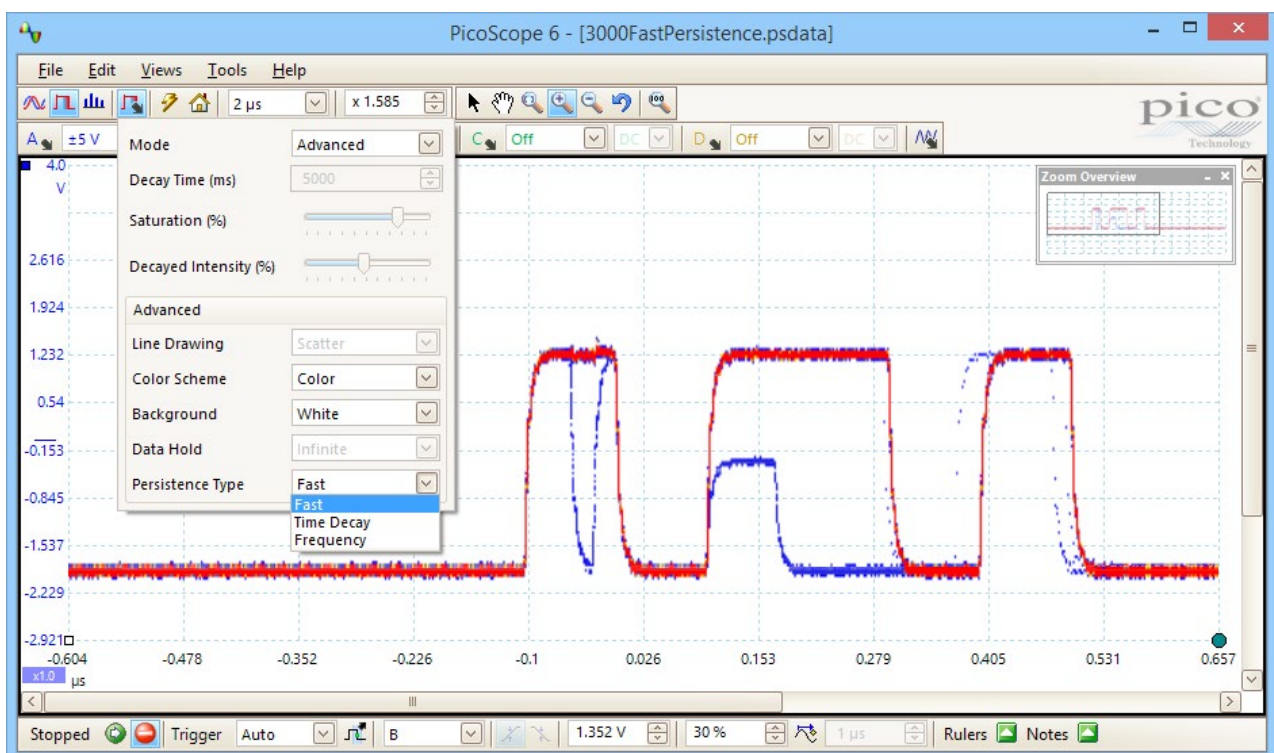 PicoScope 6 - [3000FastPersistence.psdata]
File Edit Views Tools Help
2 µs x 1.585
pico
Technology
A ±5 V C Off DC D Off DC
Mode Advanced
Decay Time (ms) 5000
Saturation (%)
Decayed Intensity (%)
Advanced
Line Drawing Scatter
Color Scheme Color
Background White
Data Hold Infinite
Persistence Type Fast
Fast
Time Decay
Frequency
Zoom Overview
4.0
V
2.616
1.924
1.232
0.54
-0.153
-0.845
-1.537
-2.229
-2.921
-0.604 -0.478 -0.352 -0.226 -0.1 0.026 0.153 0.279 0.405 0.531 0.657
x1.0 µs
Stopped Trigger Auto B 1.352 V 30 % 1 µs Rulers Notes